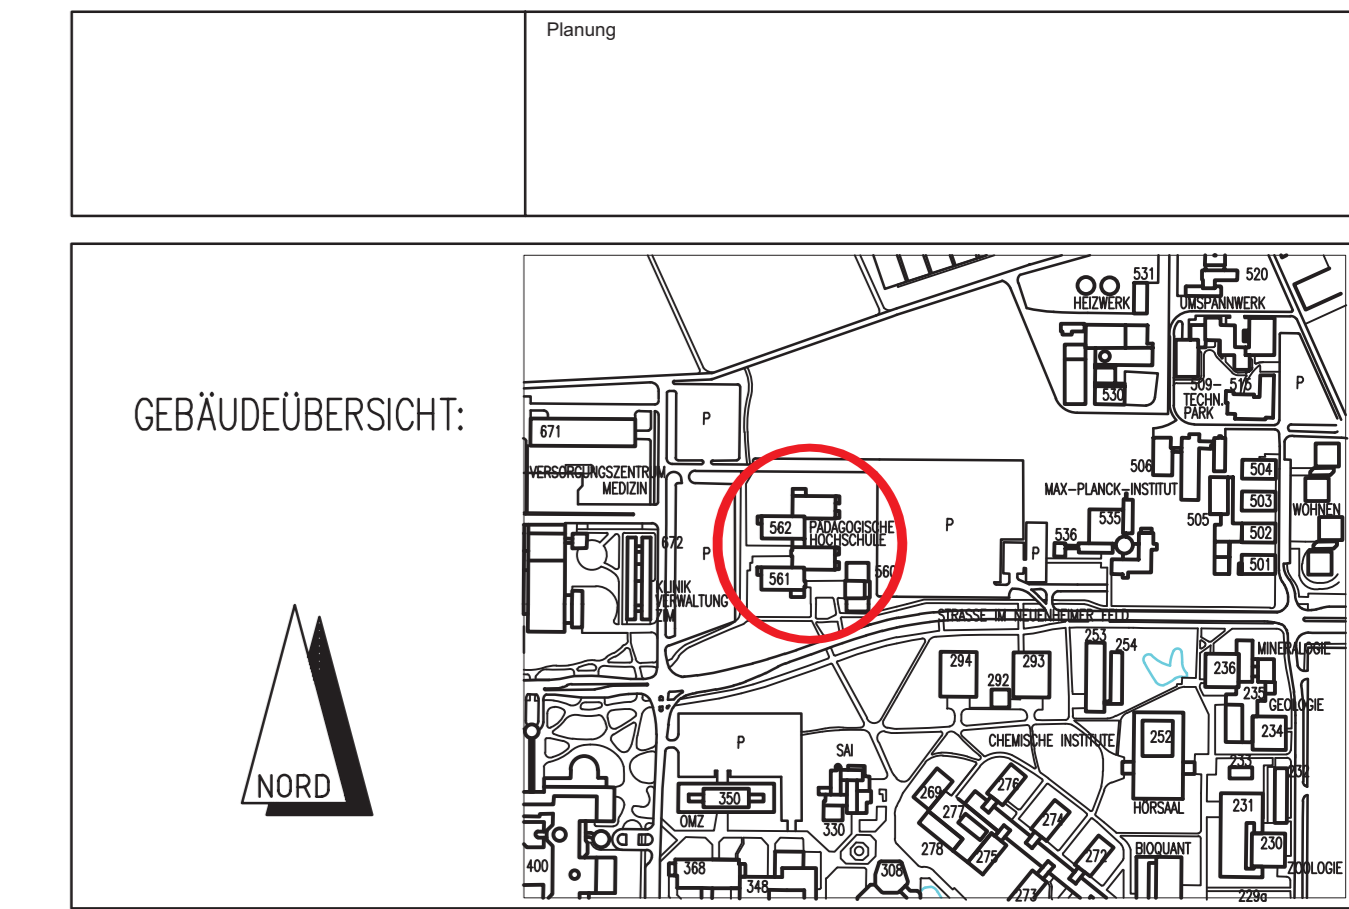 Planung
GEBÄUDEÜBERSICHT:
NORD
531
520
HEIZWERK
UMSPANNWERK
530
509- 515
TECHN.
PARK
P
P
671
VERSORGUNGSZENTRUM
MEDIZIN
506
504
MAX-PLANCK-INSTITUT
503
WOHNEN
505
502
501
562
PÄDAGOGISCHE
HOCHSCHULE
P
535
536
P
672
P
561
560
KLINIK
VERWALTUNG
ZIM
STRASSE IM NEUENHEIMER FELD
253
254
MINERALOGIE
294
293
292
236
235
GEOLOGIE
234
P
SAI
CHEMISCHE INSTITUTE
252
233
232
350
OMZ
330
269
276
277
274
HÖRSAAL
231
278
275
272
BIOQUANT
230
ZOOLOGIE
400
368
348
308
273
229a